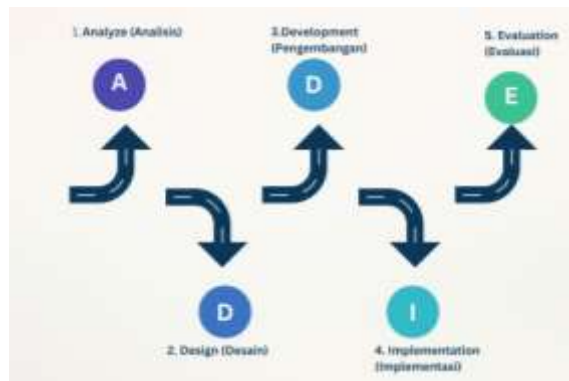 1. Analyze (Analisis)
A
2. Design (Desain)
D
3.Development
(Pengembangan)
D
4. Implementation
(Implementasi)
I
5. Evaluation
(Evaluasi)
E